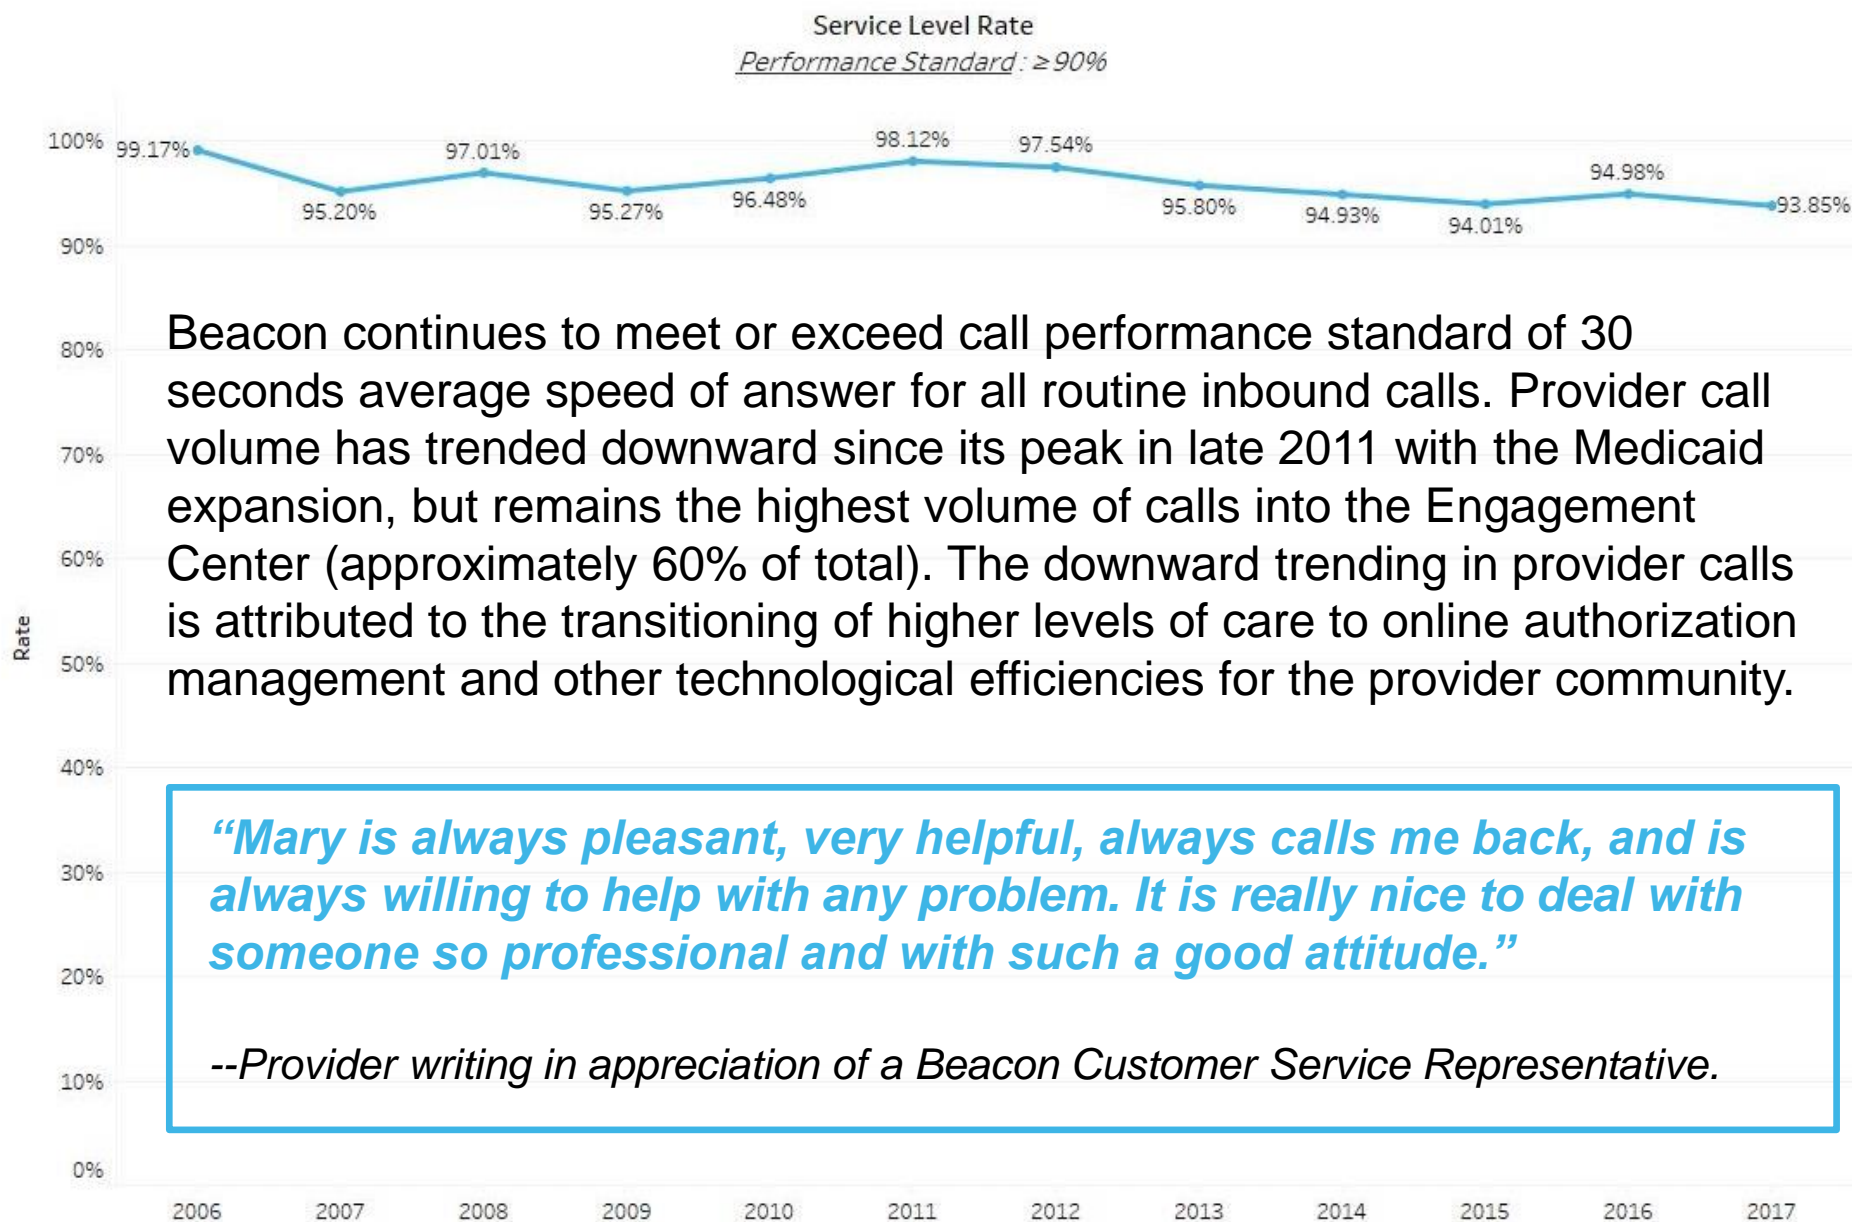 Service Level Rate
Performance Standard: ≥90%
100%
90%
80%
70%
60%
50%
40%
30%
20%
10%
0%
Rate
99.17%
95.20%
97.01%
95.27%
96.48%
98.12%
97.54%
95.80%
94.93%
94.01%
94.98%
93.85%
Beacon continues to meet or exceed call performance standard of 30
seconds average speed of answer for all routine inbound calls. Provider call
volume has trended downward since its peak in late 2011 with the Medicaid
expansion, but remains the highest volume of calls into the Engagement
Center (approximately 60% of total). The downward trending in provider calls
is attributed to the transitioning of higher levels of care to online authorization
management and other technological efficiencies for the provider community.
“Mary is always pleasant, very helpful, always calls me back, and is
always willing to help with any problem. It is really nice to deal with
someone so professional and with such a good attitude.”
--Provider writing in appreciation of a Beacon Customer Service Representative.
2006 2007 2008 2009 2010 2011 2012 2013 2014 2015 2016 2017